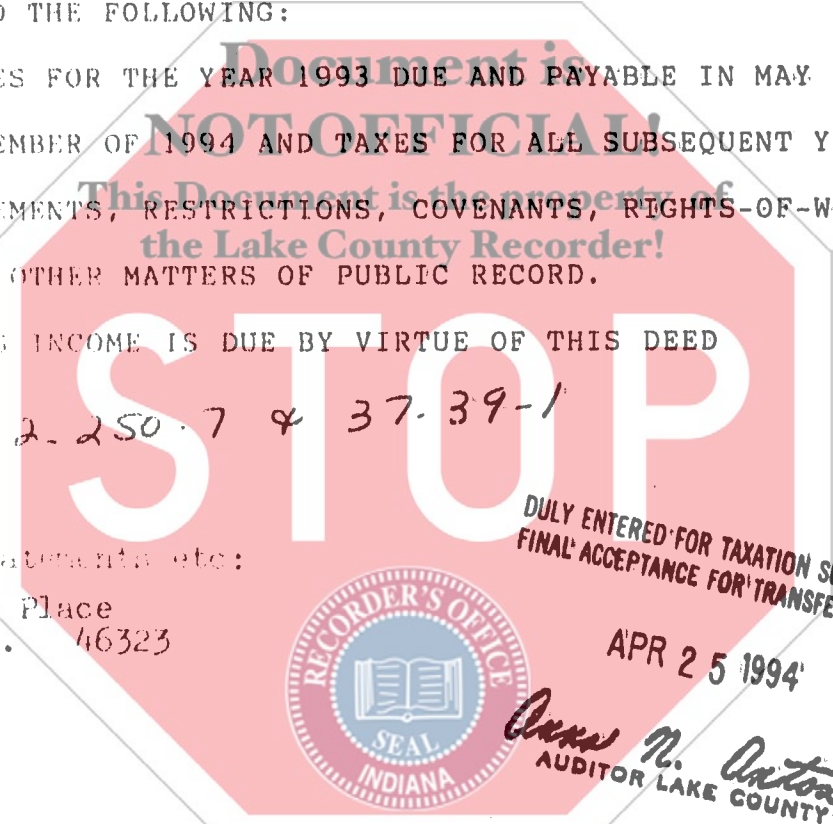 THE FOLLOWING:
Document is
FOR THE YEAR 1993 DUE AND PAYABLE IN MAY
NOT OFFICIAL!
OF 1994 AND TAXES FOR ALL SUBSEQUENT Y
This Document is the property of
RESTRICTIONS, COVENANTS, RIGHTS-OF-W
the Lake County Recorder!
OTHER MATTERS OF PUBLIC RECORD.
INCOME IS DUE BY VIRTUE OF THIS DEED
STOP
2-250-7 & 37-39-1
DULY ENTERED FOR TAXATION SU
FINAL ACCEPTANCE FOR TRANSFE
etc:
Place
46323
APR 25 1994
RECORDER'S OFFICE
SEAL
INDIANA
N.
AUDITOR LAKE COUNTY